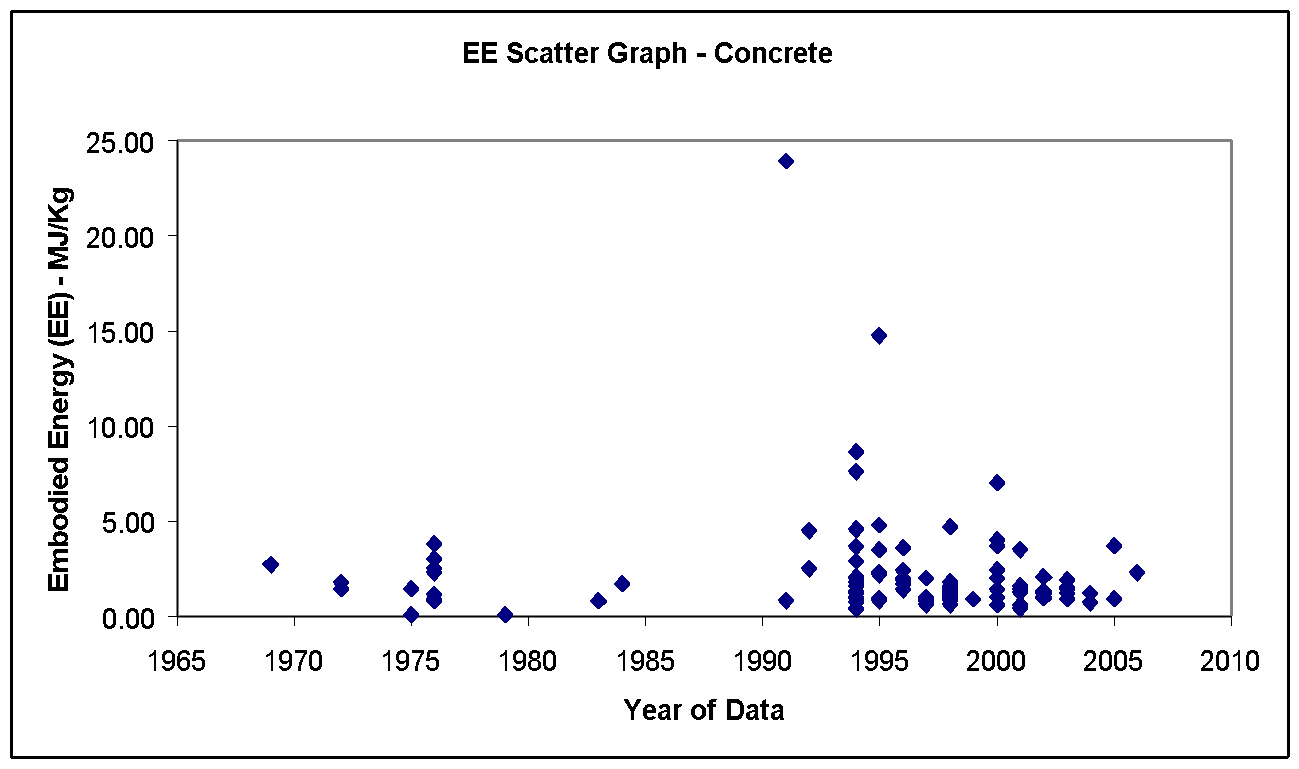 EE Scatter Graph - Concrete
Embodied Energy (EE) - MJ/Kg
25.00
20.00
15.00
10.00
5.00
0.00
1965 1970 1975 1980 1985 1990 1995 2000 2005 2010
Year of Data